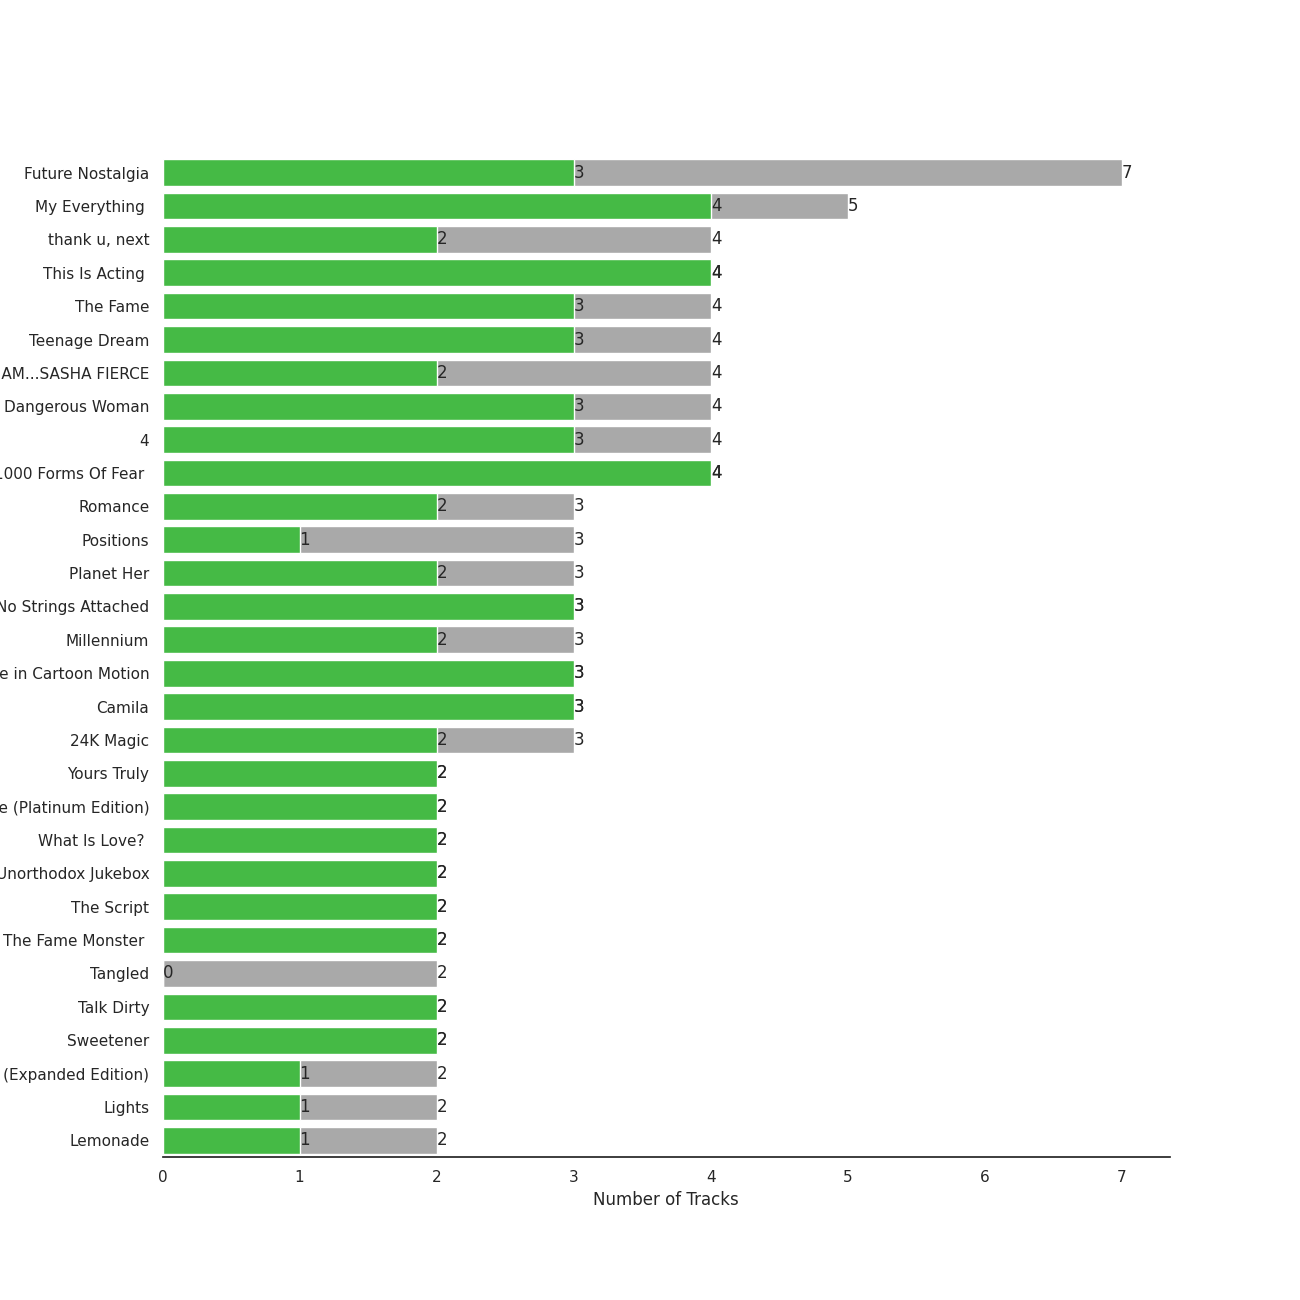 Future Nostalgia 3 7
My Everything 4 5
thank u, next 2 4
This Is Acting 4
The Fame 3 4
Teenage Dream 3 4
AM...SASHA FIERCE 2 4
Dangerous Woman 3 4
4 3 4
1000 Forms Of Fear 4
Romance 2 3
Positions 1 3
Planet Her 2 3
No Strings Attached 3
Millennium 2 3
e in Cartoon Motion 3
Camila 3
24K Magic 2 3
Yours Truly 2
e (Platinum Edition) 2
What Is Love? 2
Unorthodox Jukebox 2
The Script 2
The Fame Monster 2
Tangled 0 2
Talk Dirty 2
Sweetener 2
(Expanded Edition) 1 2
Lights 1 2
Lemonade 1 2
0 1 2 3 4 5 6 7
Number of Tracks